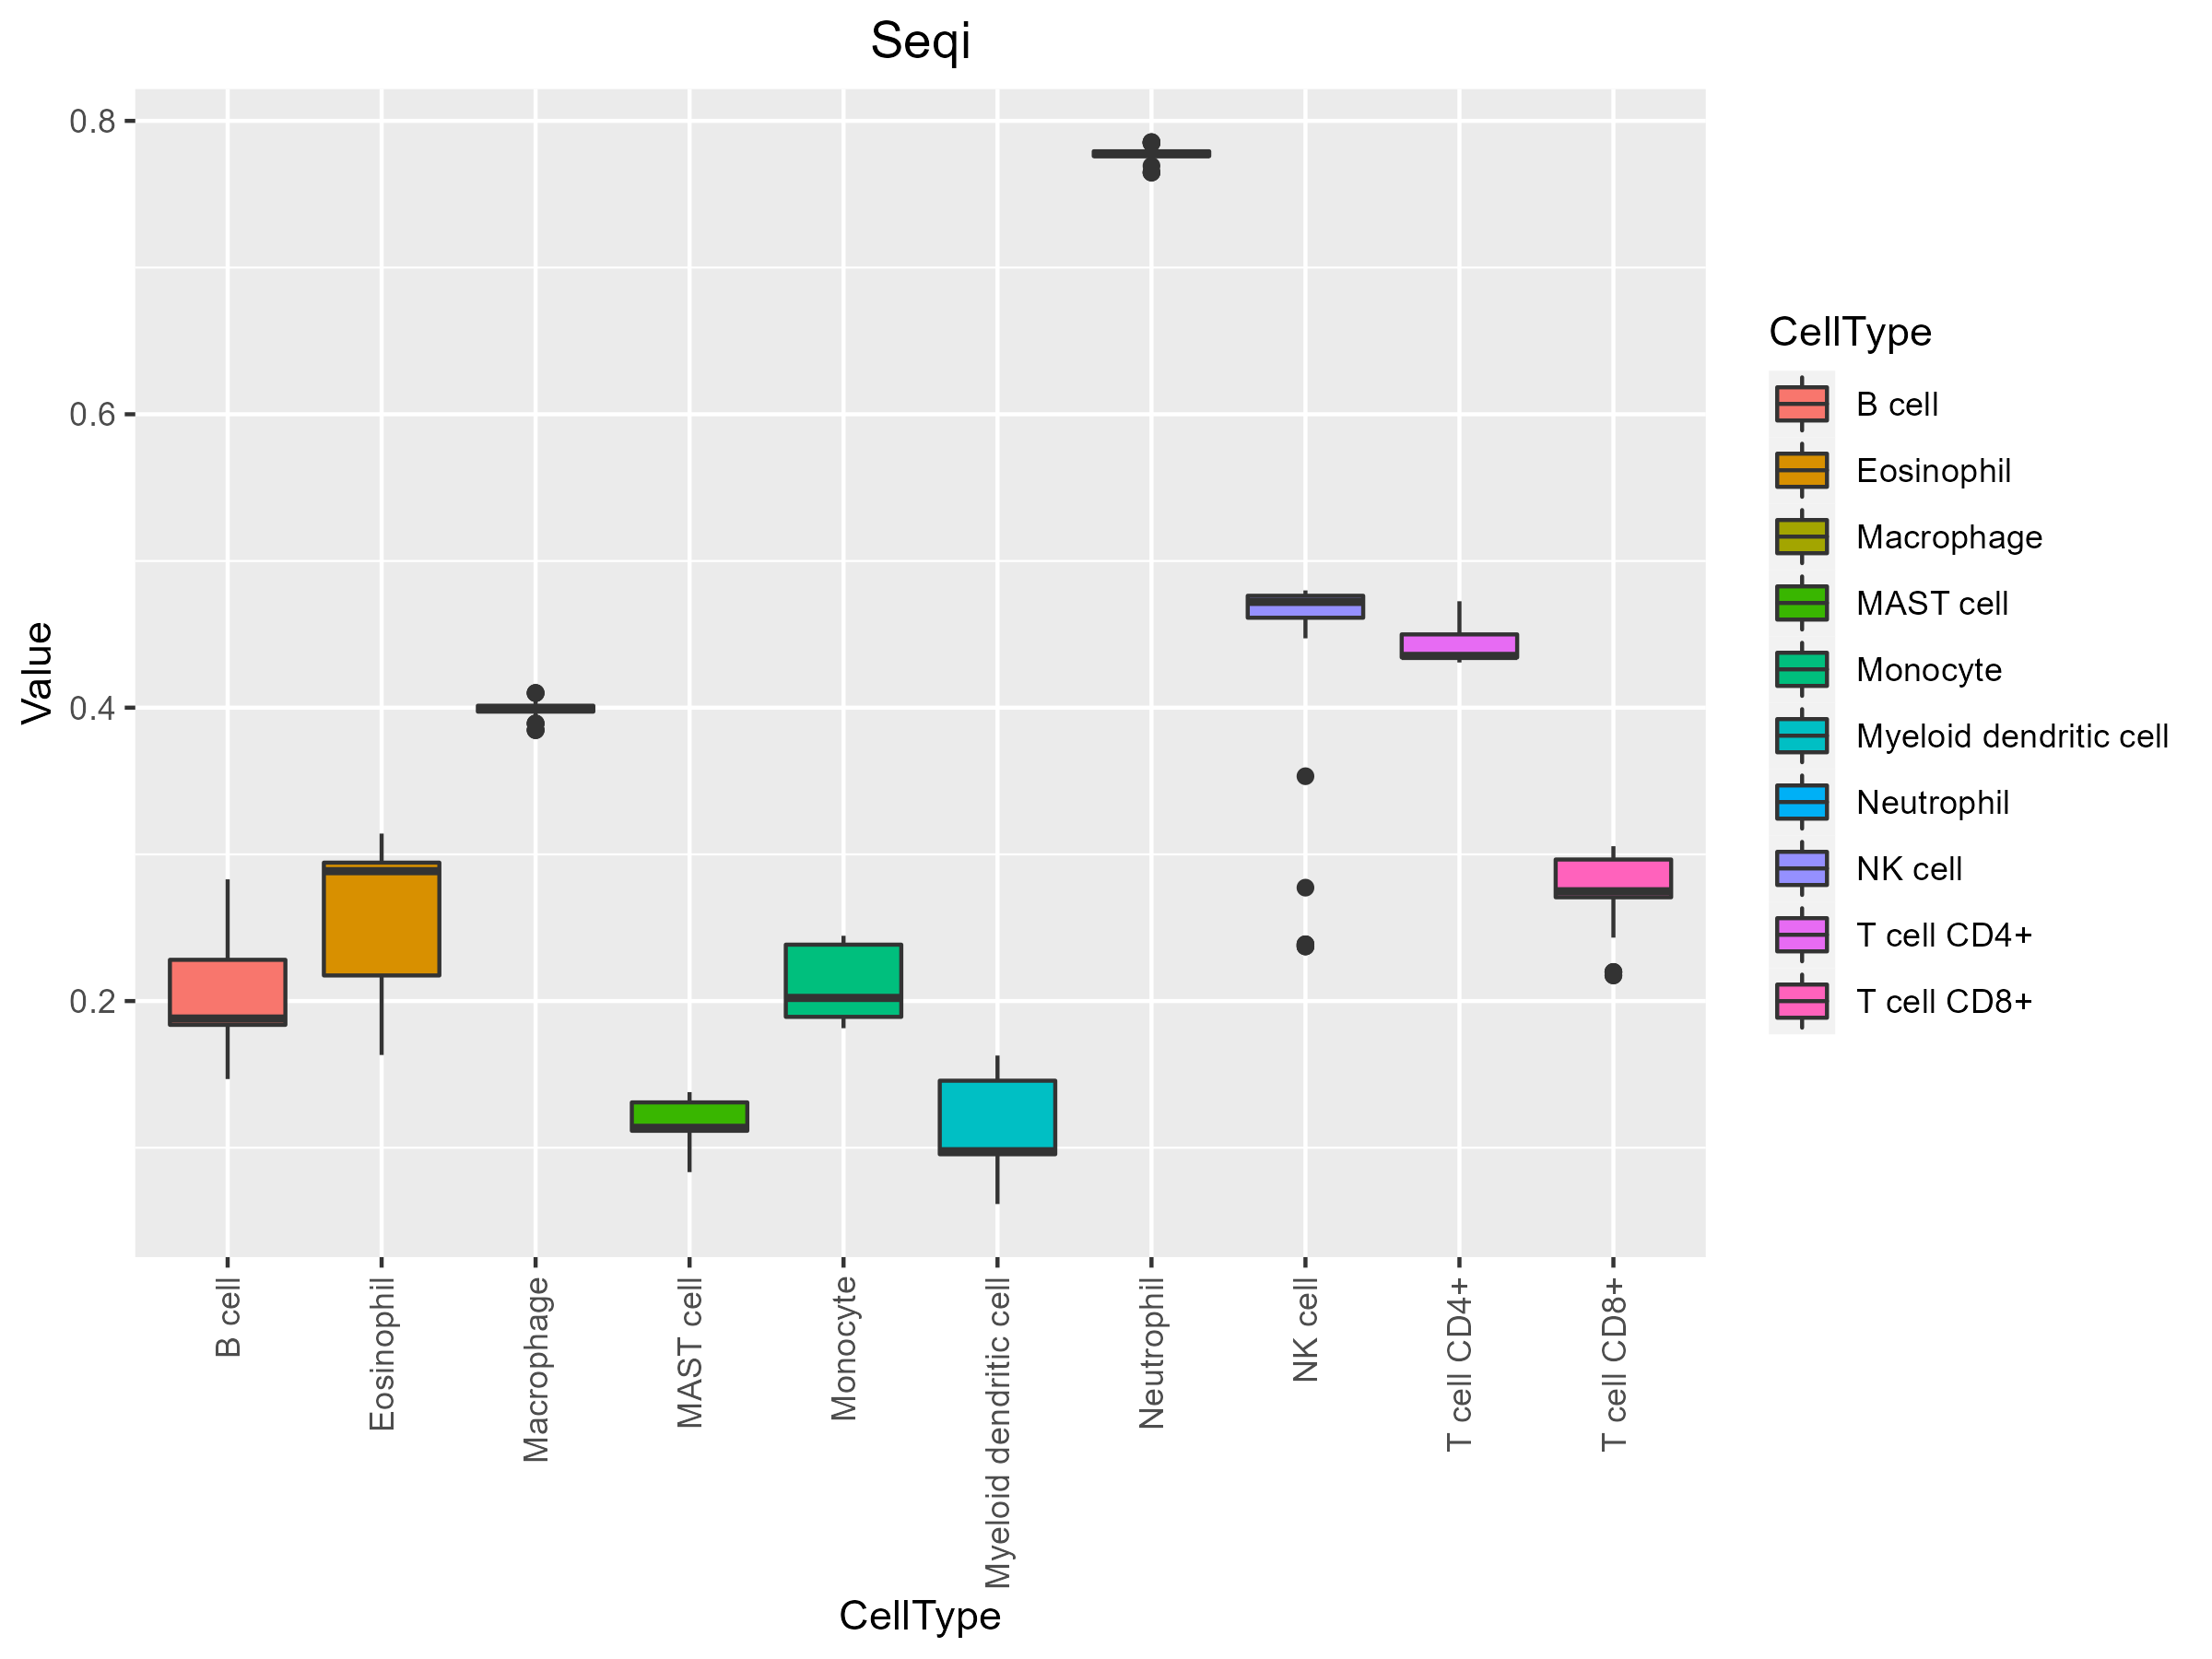 Seqi
0.8
0.6
0.4
0.2
Value
B cell
Eosinophil
Macrophage
MAST cell
Monocyte
Myeloid dendritic cell
Neutrophil
NK cell
T cell CD4+
T cell CD8+
CellType
CellType
B cell
Eosinophil
Macrophage
MAST cell
Monocyte
Myeloid dendritic cell
Neutrophil
NK cell
T cell CD4+
T cell CD8+